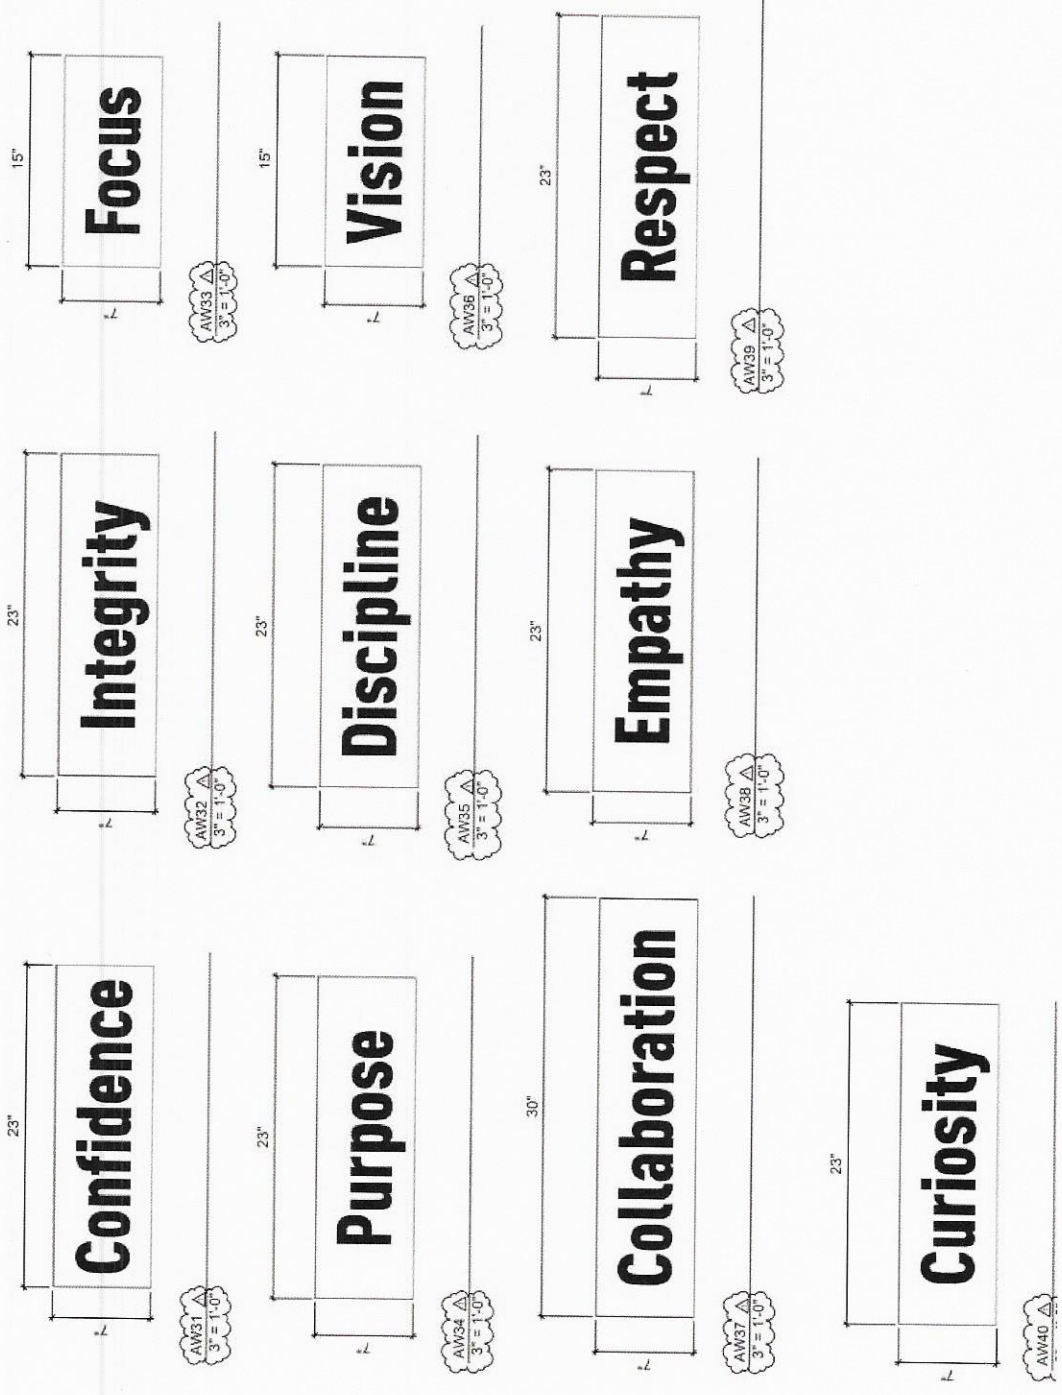 23"
7"
Confidence
AW31
3" = 1'-0"
23"
7"
Integrity
AW32
3" = 1'-0"
15"
7"
Focus
AW33
3" = 1'-0"
23"
7"
Purpose
AW34
3" = 1'-0"
23"
7"
Discipline
AW35
3" = 1'-0"
15"
7"
Vision
AW36
3" = 1'-0"
30"
7"
Collaboration
AW37
3" = 1'-0"
23"
7"
Empathy
AW38
3" = 1'-0"
23"
7"
Respect
AW39
3" = 1'-0"
23"
7"
Curiosity
AW40